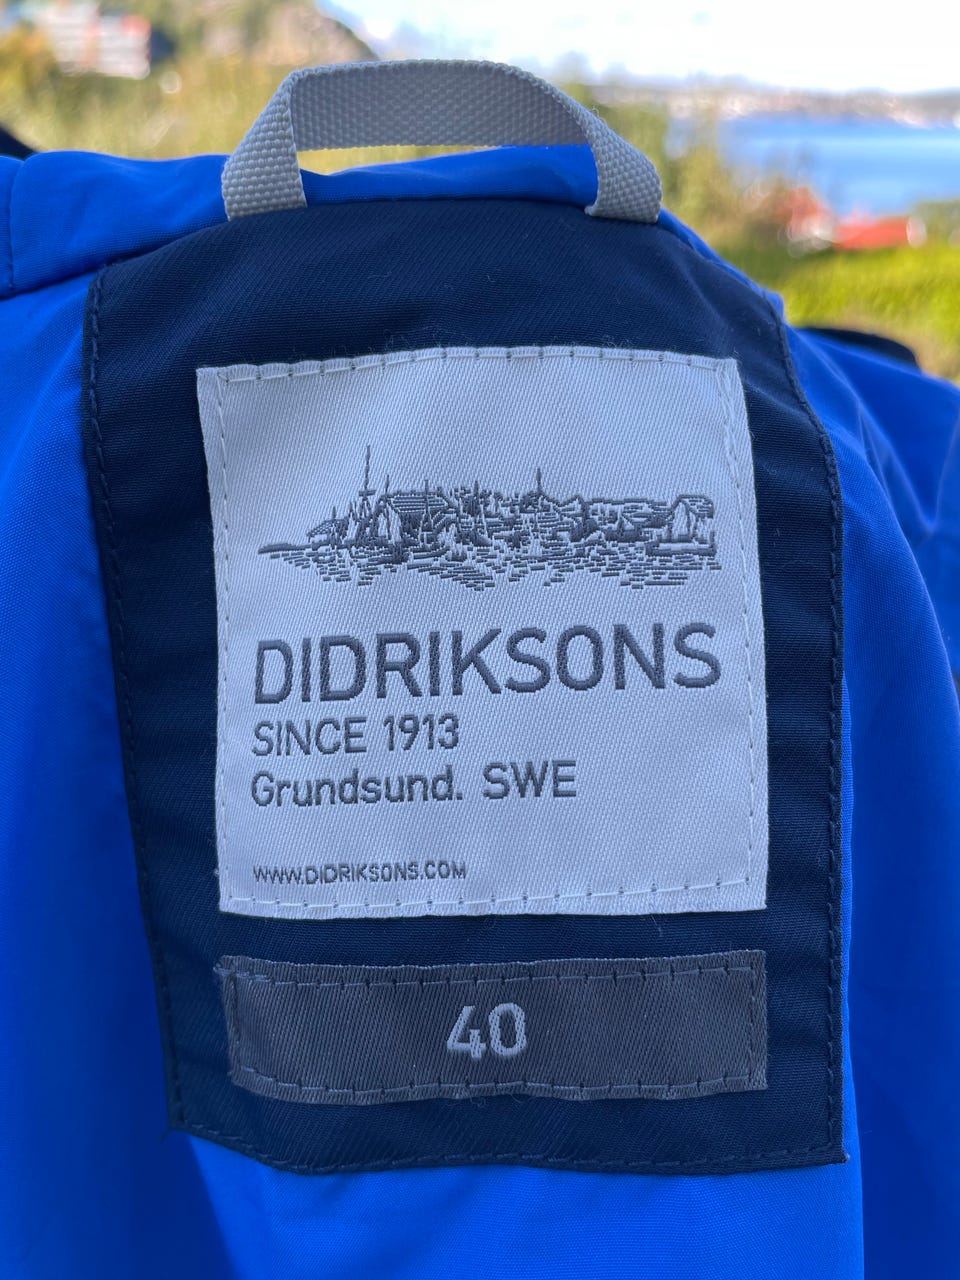 DIDRIKSONS
SINCE 1913
Grundsund. SWE
WWW.DIDRIKSONS.COM
40